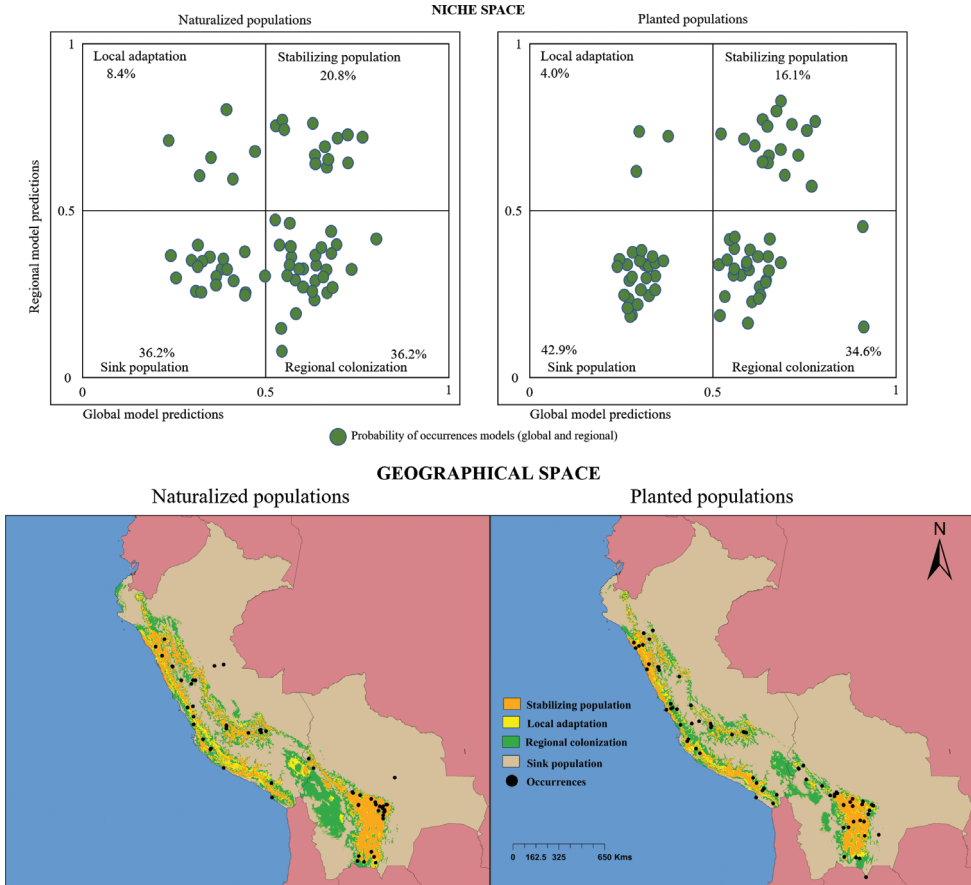 NICHE SPACE
Naturalized populations
Planted populations
1
Local adaptation
8.4%
Stabilizing population
20.8%
0.5
36.2%
Sink population
36.2%
Regional colonization
0
0
0.5
1
Regional model predictions
Global model predictions
1
Local adaptation
4.0%
Stabilizing population
16.1%
0.5
42.9%
Sink population
34.6%
Regional colonization
0
0
0.5
1
Global model predictions
Probability of occurrences models (global and regional)
GEOGRAPHICAL SPACE
Naturalized populations
Planted populations
N
Stabilizing population
Local adaptation
Regional colonization
Sink population
Occurrences
0 162.5 325 650 Kms